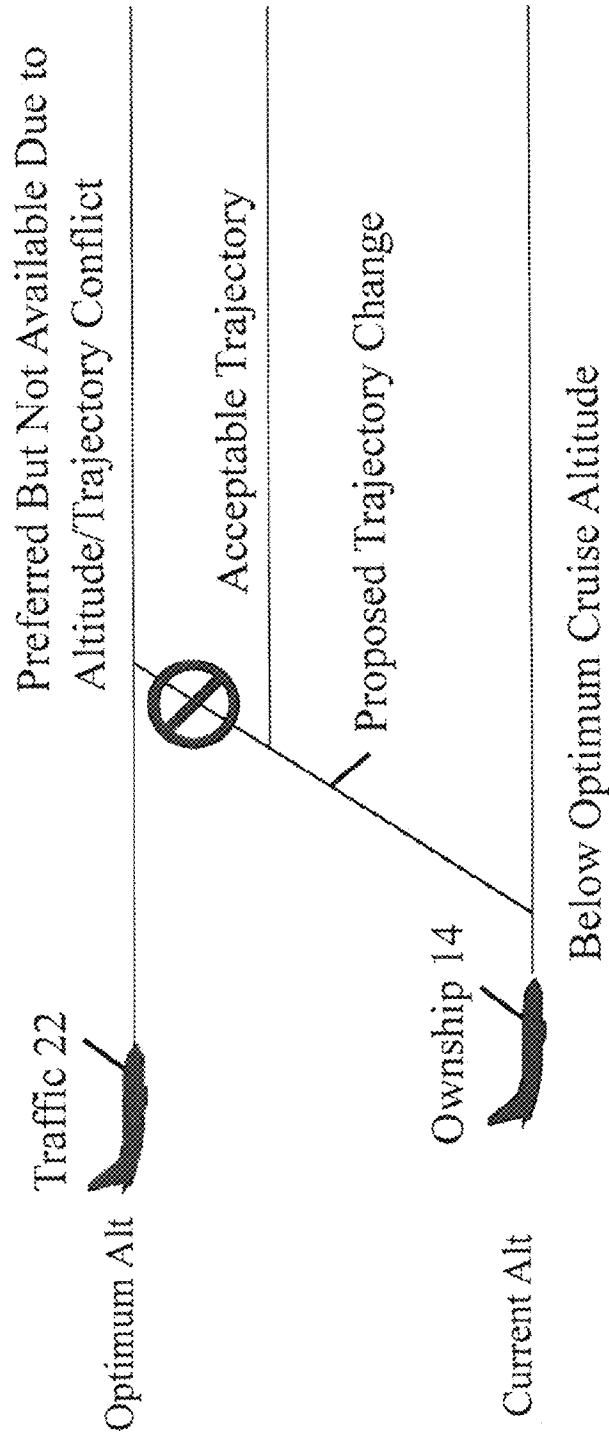 Preferred But Not Available Due to
Altitude/Trajectory Conflict
Traffic 22
Optimum Alt
Acceptable Trajectory
Proposed Trajectory Change
Ownship 14
Current Alt
Below Optimum Cruise Altitude